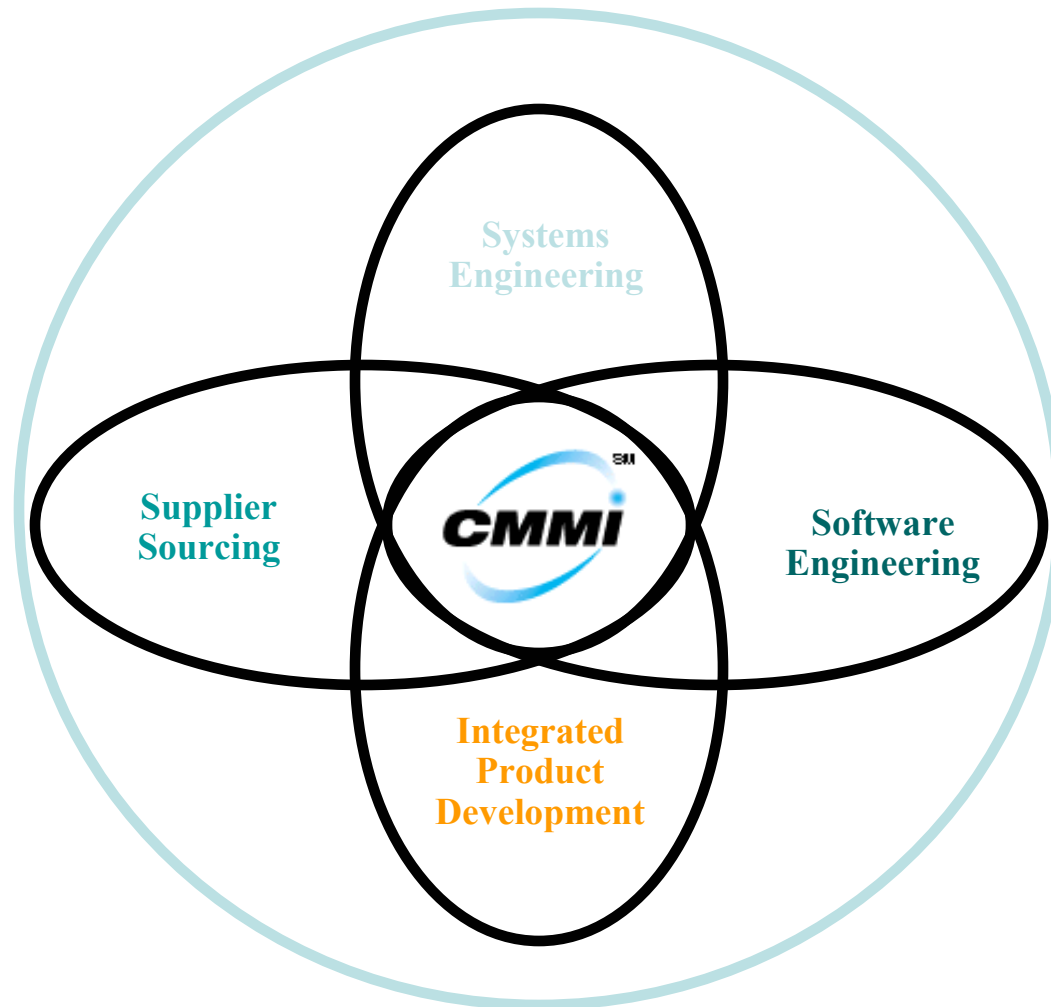 Systems
Engineering
Supplier
Sourcing
CMMi
SM
Software
Engineering
Integrated
Product
Development